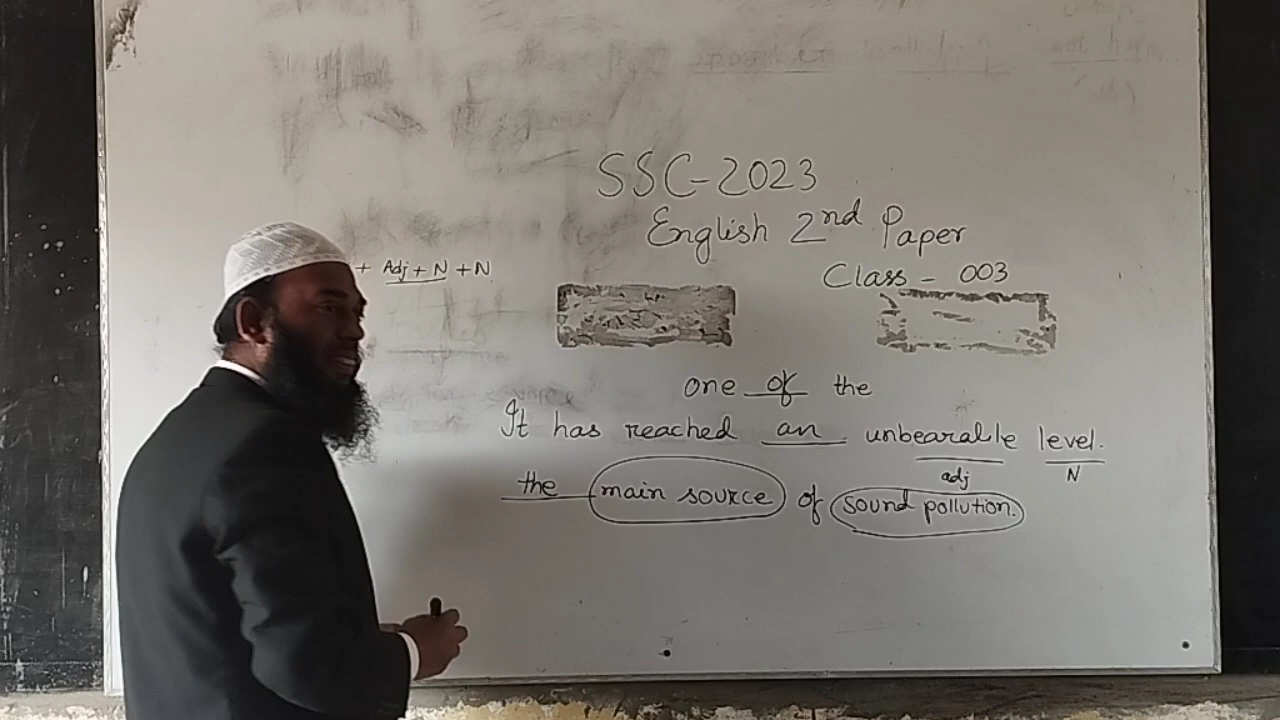 SSC-2023
English 2nd Paper
+ Adj + N + N
Class - 003
one of the
It has reached an unbearable level.
adj N
the main source of sound pollution.